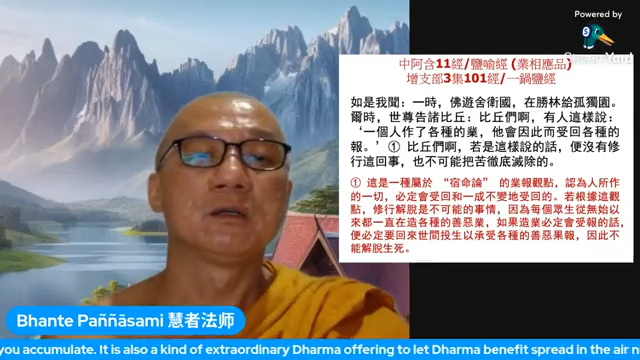 Powered by
中阿含11經/鹽喻經 (業相應品)
增支部3集101經/一鍋鹽經
如是我聞：一時，佛遊舍衛國，在勝林給孤獨園。
爾時，世尊告諸比丘：比丘們啊，有人這樣說：
‘一個人作了各種的業，他會因此而受回各種的
報。’ ① 比丘們啊，若是這樣說的話，便沒有修
行這回事，也不可能把苦徹底滅除的。
① 這是一種屬於 “宿命論” 的業報觀點，認為人所作
的一切，必定會受回和一成不變地受回的。若根據這觀
點，修行解脫是不可能的事情，因為每個眾生從無始以
來都一直在造各種的善惡業，如果造業必定會受報的話，
便必定要回來世間投生以承受各種的善惡果報，因此不
能解脫生死。
Bhante Paññāsami 慧者法师
you accumulate. It is also a kind of extraordinary Dharma offering to let Dharma benefit spread in the air n